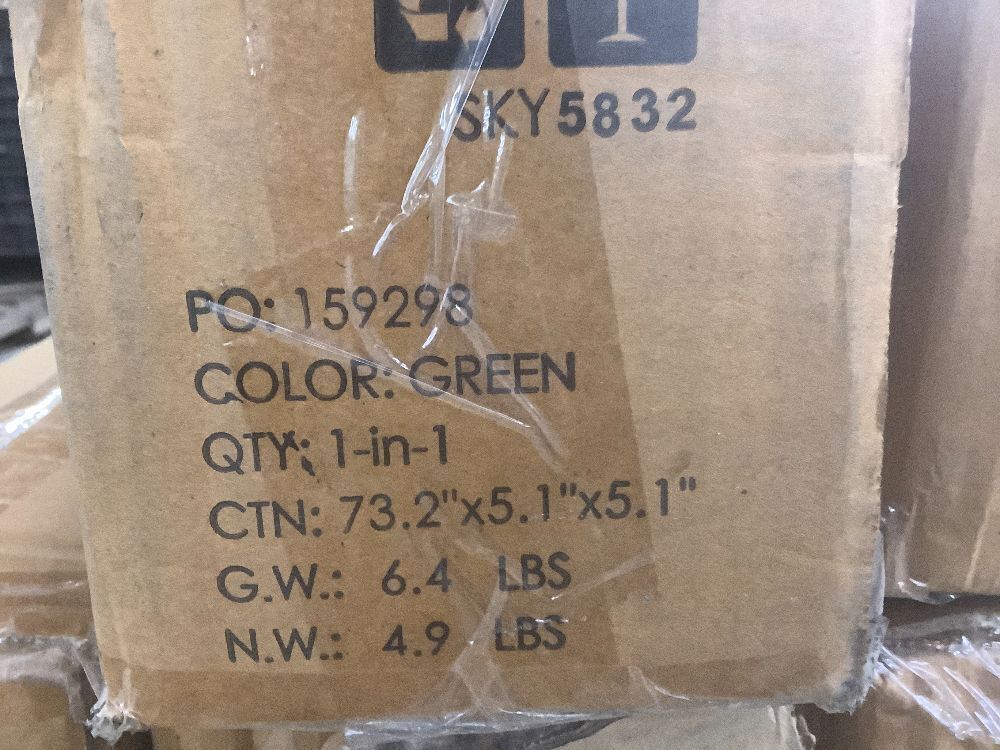 SKY5832
PO: 159298
COLOR: GREEN
QTY: 1-in-1
CTN: 73.2"x5.1"x5.1"
G.W.: 6.4 LBS
N.W.: 4.9 LBS